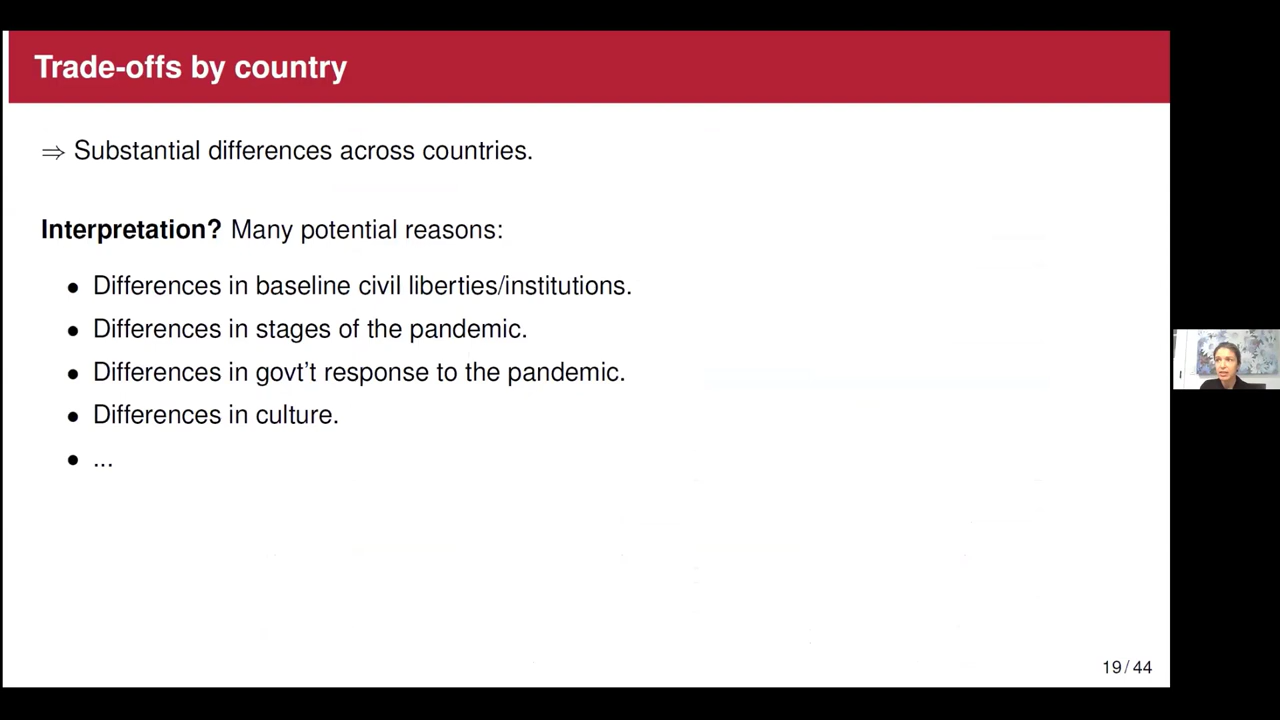 Trade-offs by country
⇒ Substantial differences across countries.
Interpretation? Many potential reasons:
• Differences in baseline civil liberties/institutions.
• Differences in stages of the pandemic.
• Differences in govt't response to the pandemic.
• Differences in culture.
• ...
19 / 44